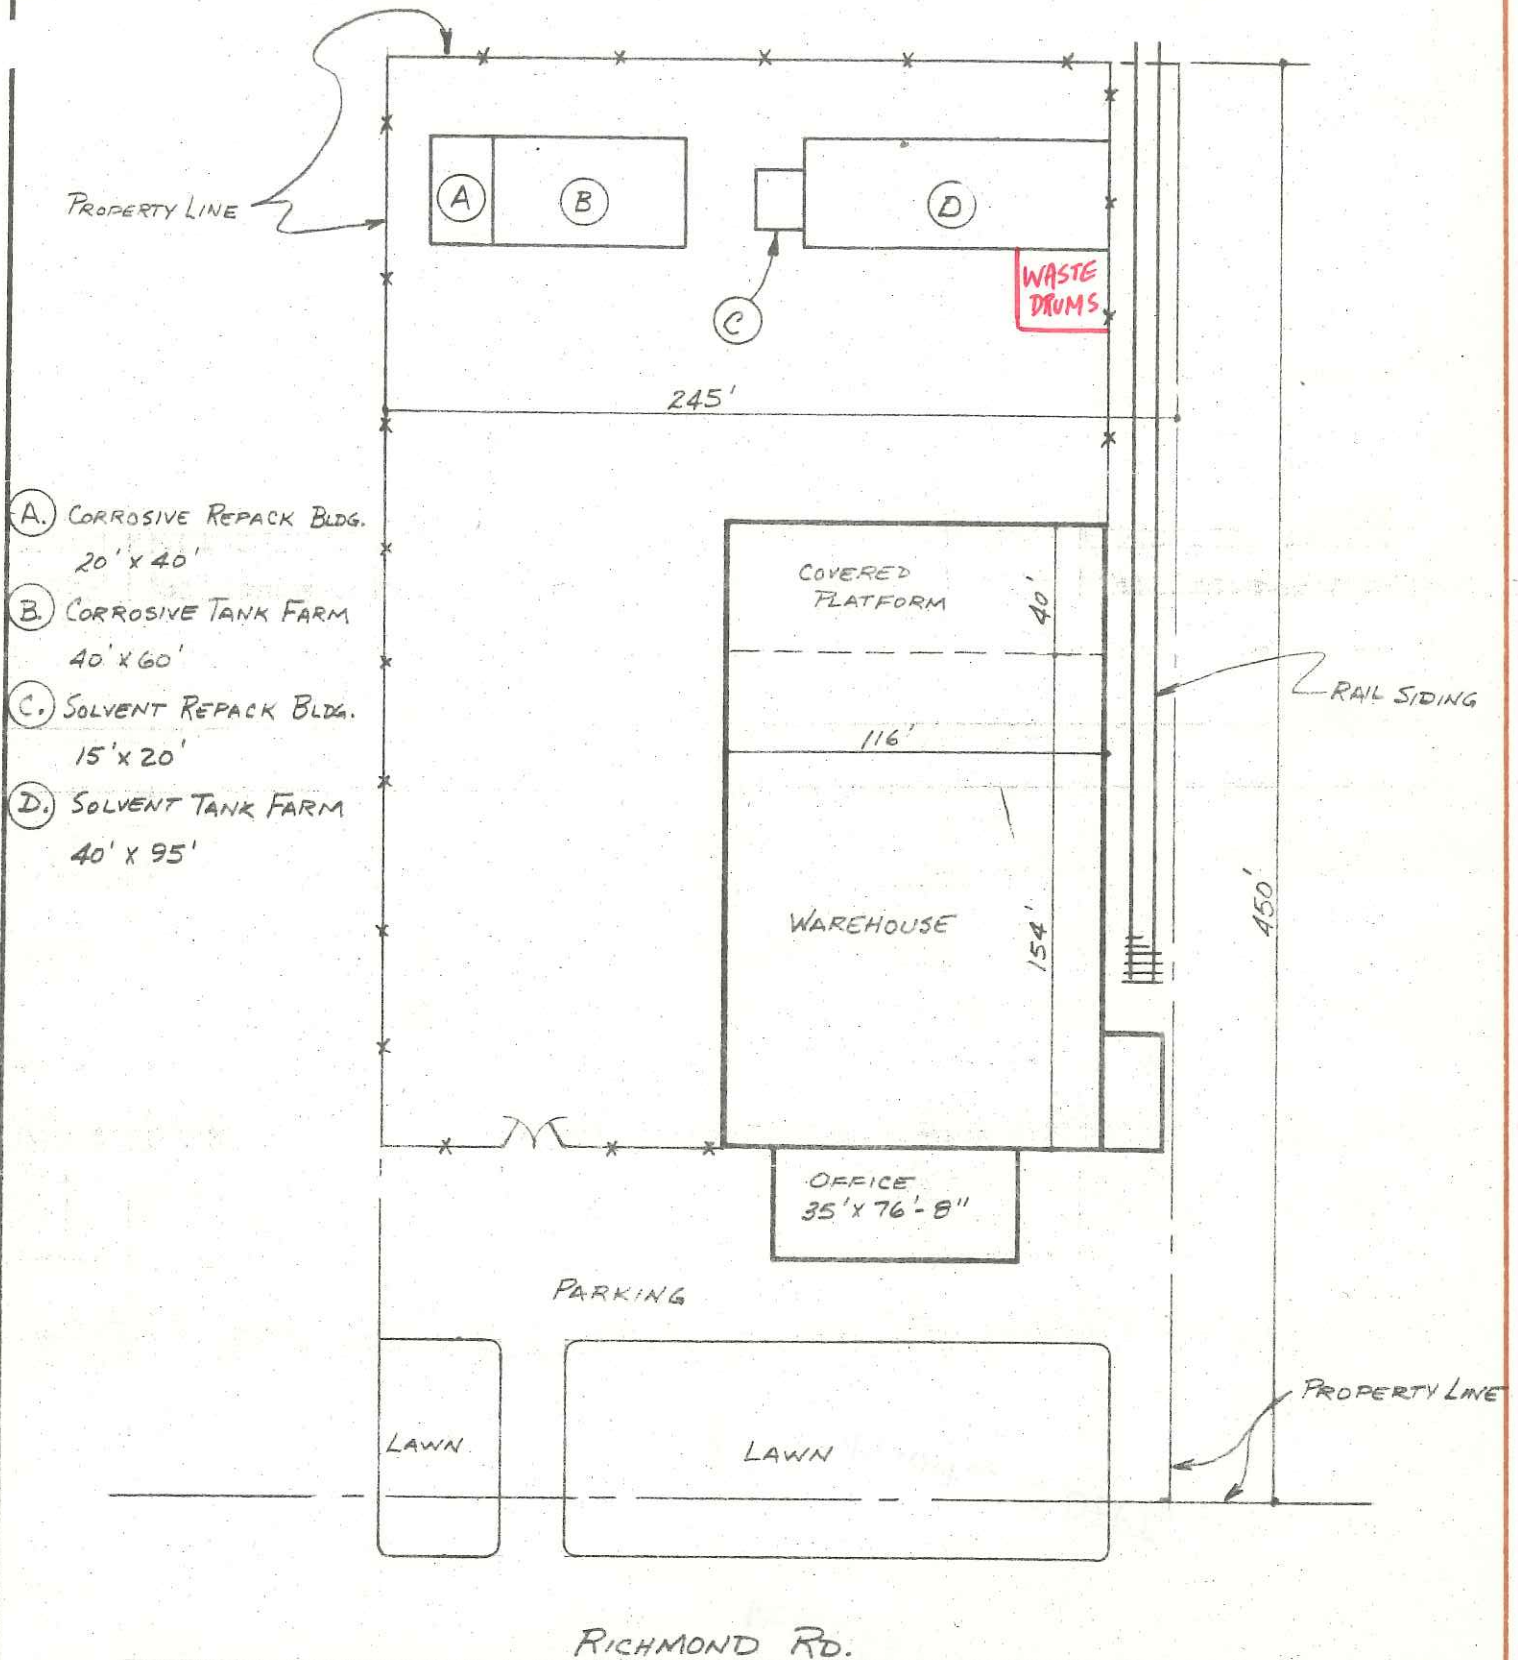 PROPERTY LINE
A
B
C
D
WASTE
DRUMS
245'
A. CORROSIVE REPACK BLDG.
20' x 40'
B. CORROSIVE TANK FARM
40' x 60'
C. SOLVENT REPACK BLDG.
15' x 20'
D. SOLVENT TANK FARM
40' x 95'
COVERED
PLATFORM
40'
RAIL SIDING
116'
WAREHOUSE
154'
450'
OFFICE
35' x 76'-8"
PARKING
PROPERTY LINE
LAWN
LAWN
RICHMOND RD.